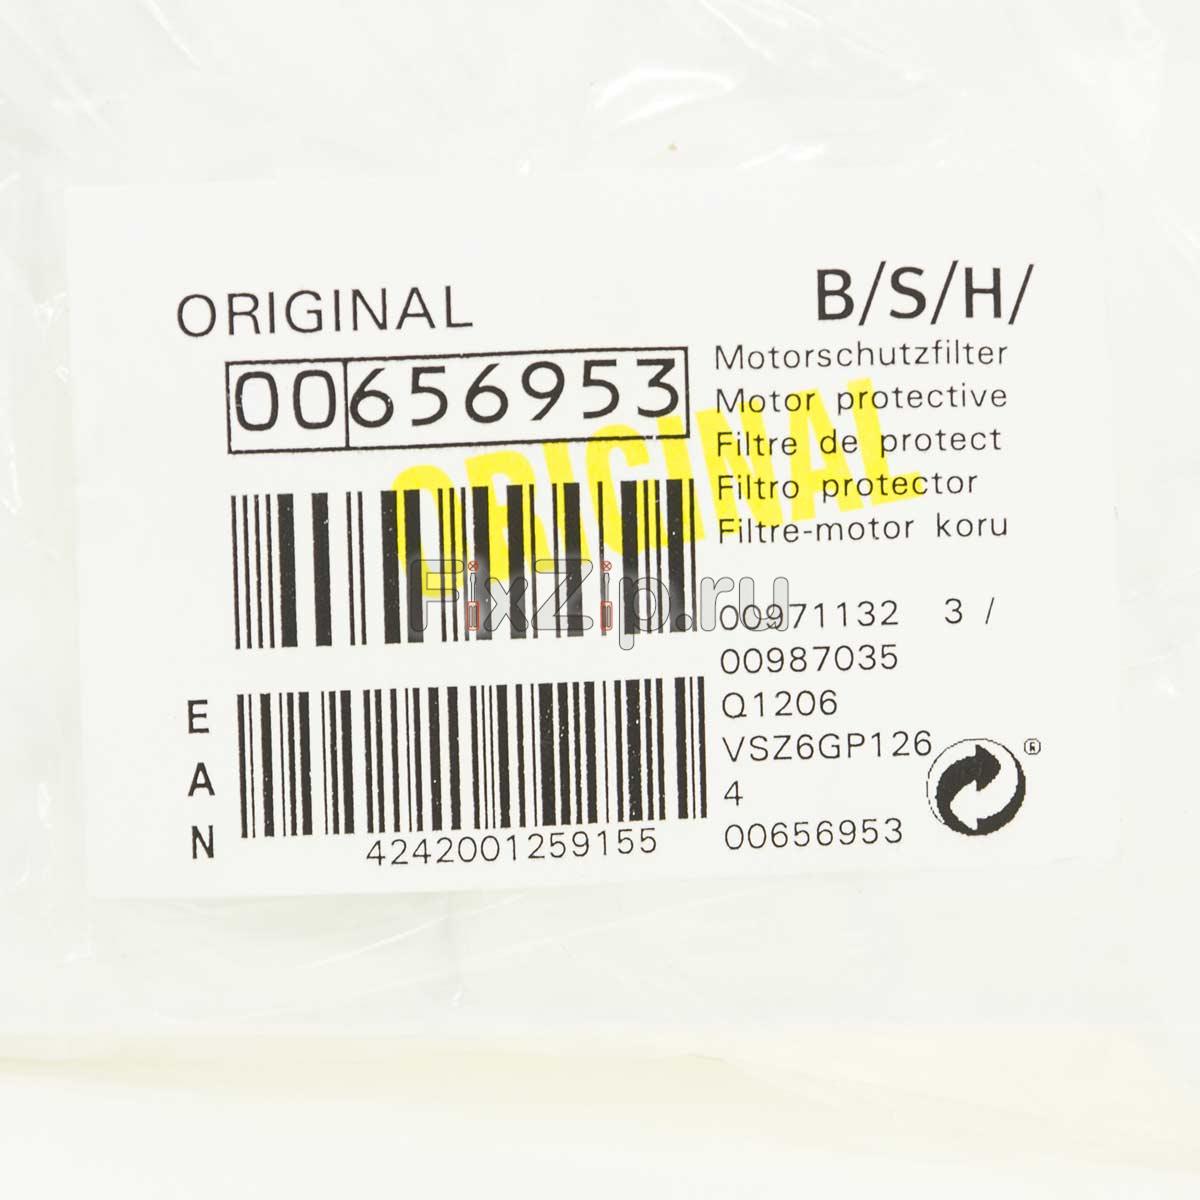 ORIGINAL
B/S/H/
00656953
Motorschutzfilter
Motor protective
Filtre de protect
Filtro protector
Filtre-motor koru
ORIGINAL
FixZip.ru
00971132 3 /
00987035
Q1206
VSZ6GP126
4
00656953
®
E
A
N
4242001259155